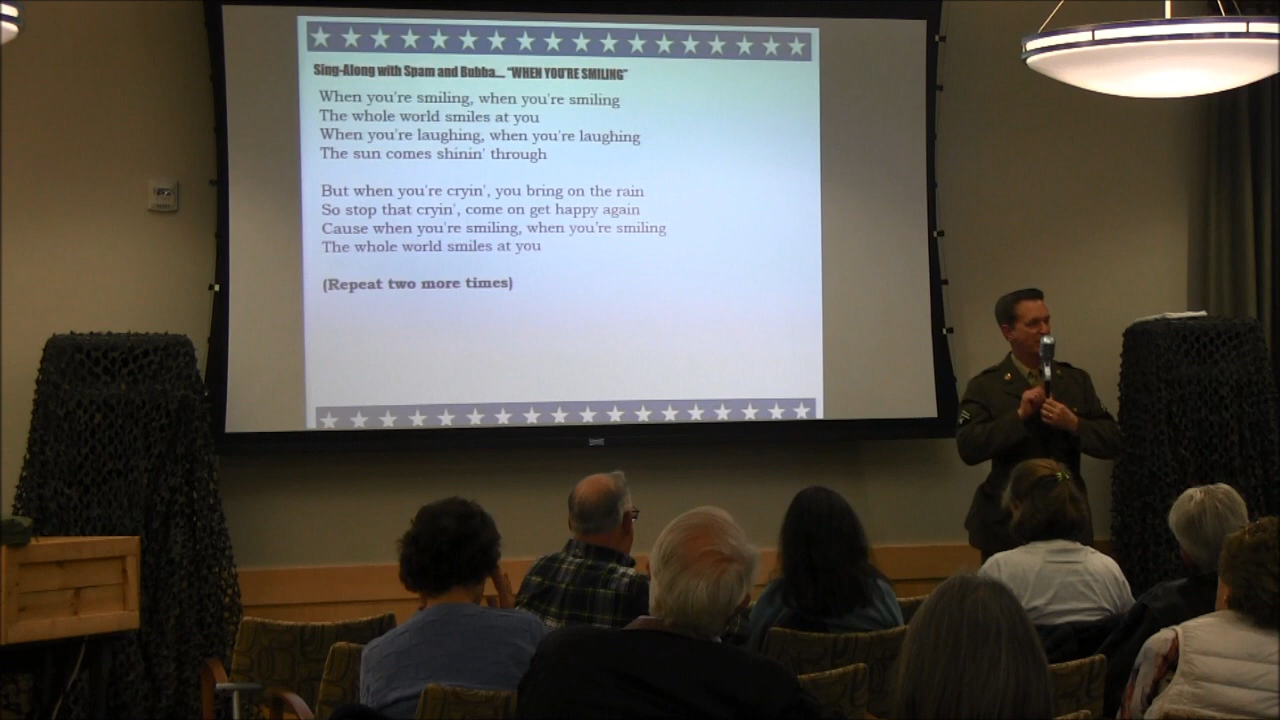 Sing-Along with Spam and Bubba... "WHEN YOU'RE SMILING"
When you're smiling, when you're smiling
The whole world smiles at you
When you're laughing, when you're laughing
The sun comes shinin' through
But when you're cryin', you bring on the rain
So stop that cryin', come on get happy again
Cause when you're smiling, when you're smiling
The whole world smiles at you
(Repeat two more times)